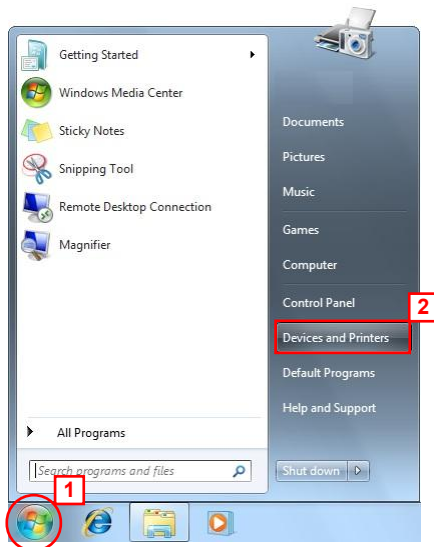 Getting Started
Windows Media Center
Sticky Notes
Snipping Tool
Remote Desktop Connection
Magnifier
All Programs
Search programs and files
Documents
Pictures
Music
Games
Computer
Control Panel
2
Devices and Printers
Default Programs
Help and Support
Shut down
1